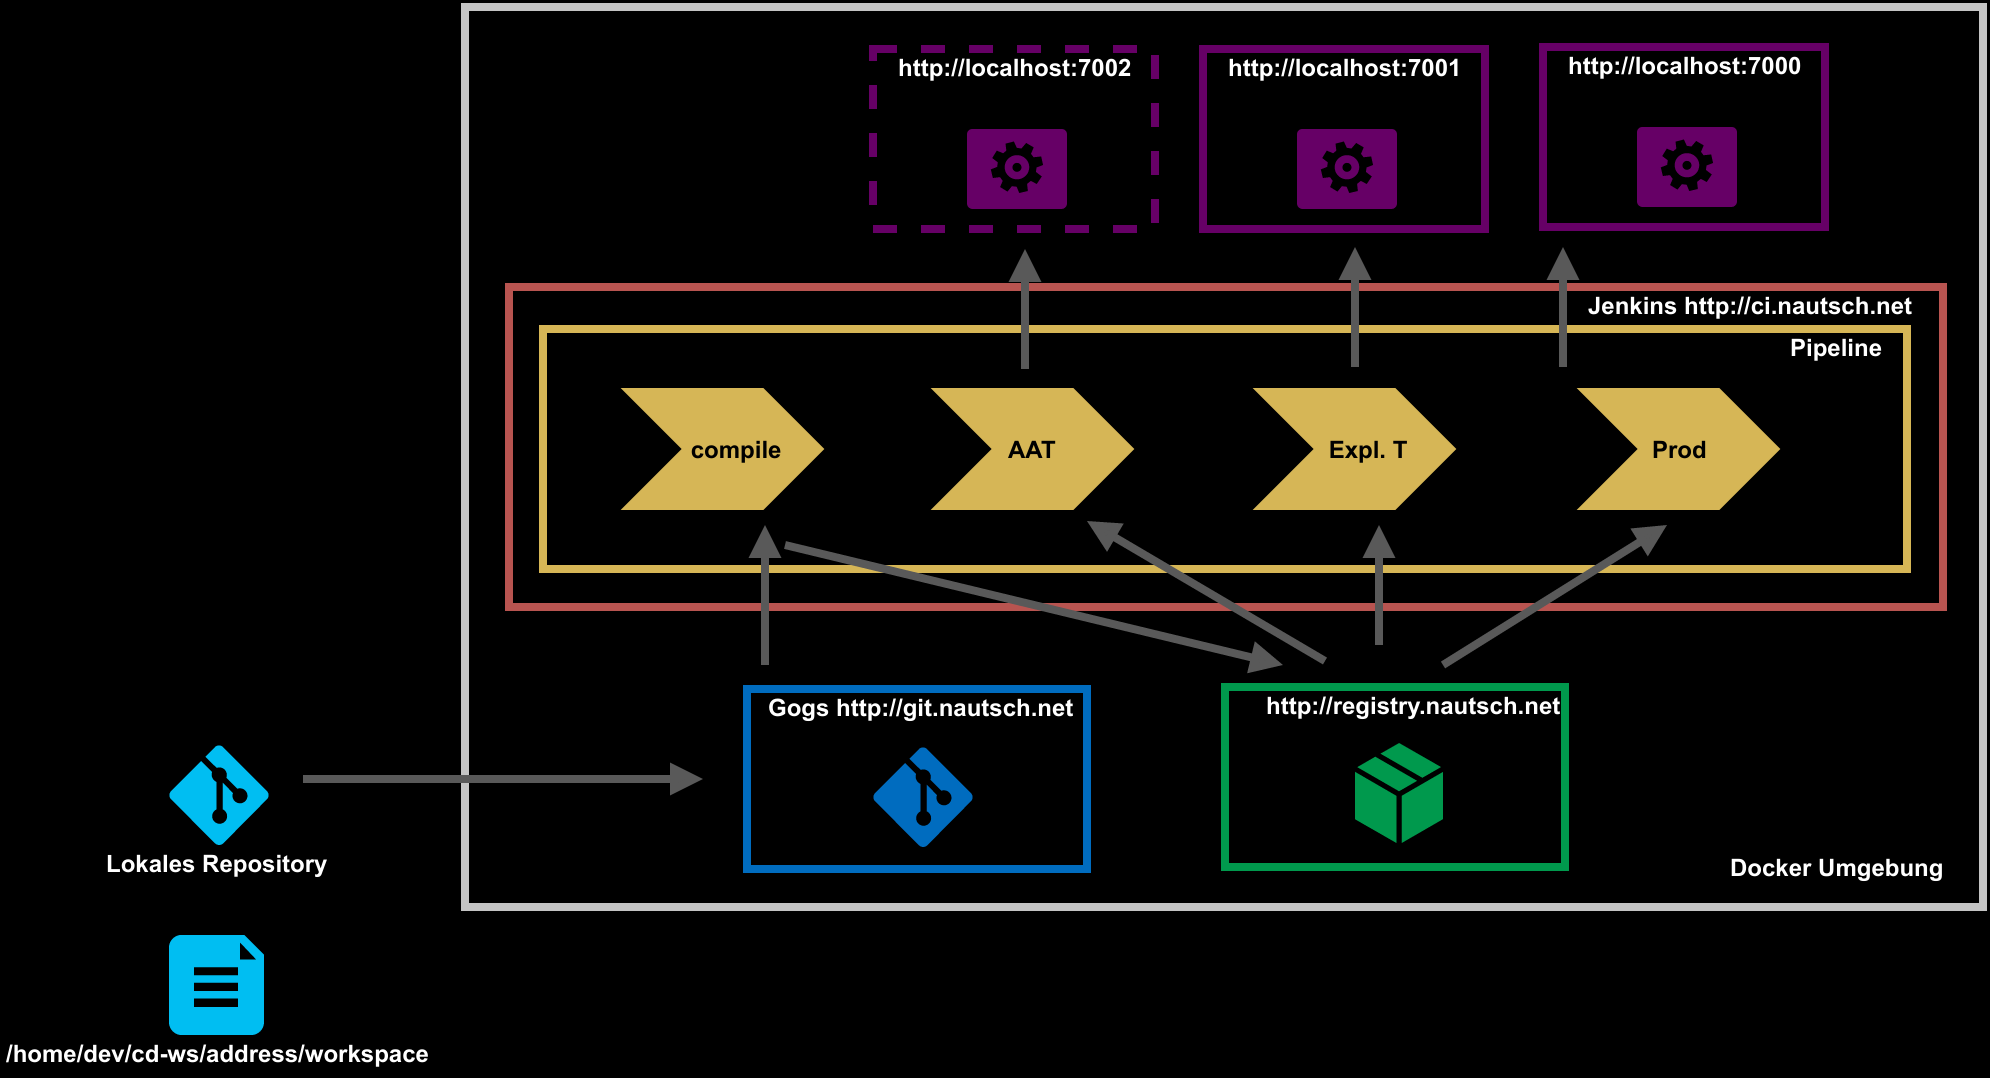 http://localhost:7002
http://localhost:7001
http://localhost:7000
Jenkins http://ci.nautsch.net
Pipeline
compile
AAT
Expl. T
Prod
Gogs http://git.nautsch.net
http://registry.nautsch.net
Lokales Repository
Docker Umgebung
/home/dev/cd-ws/address/workspace